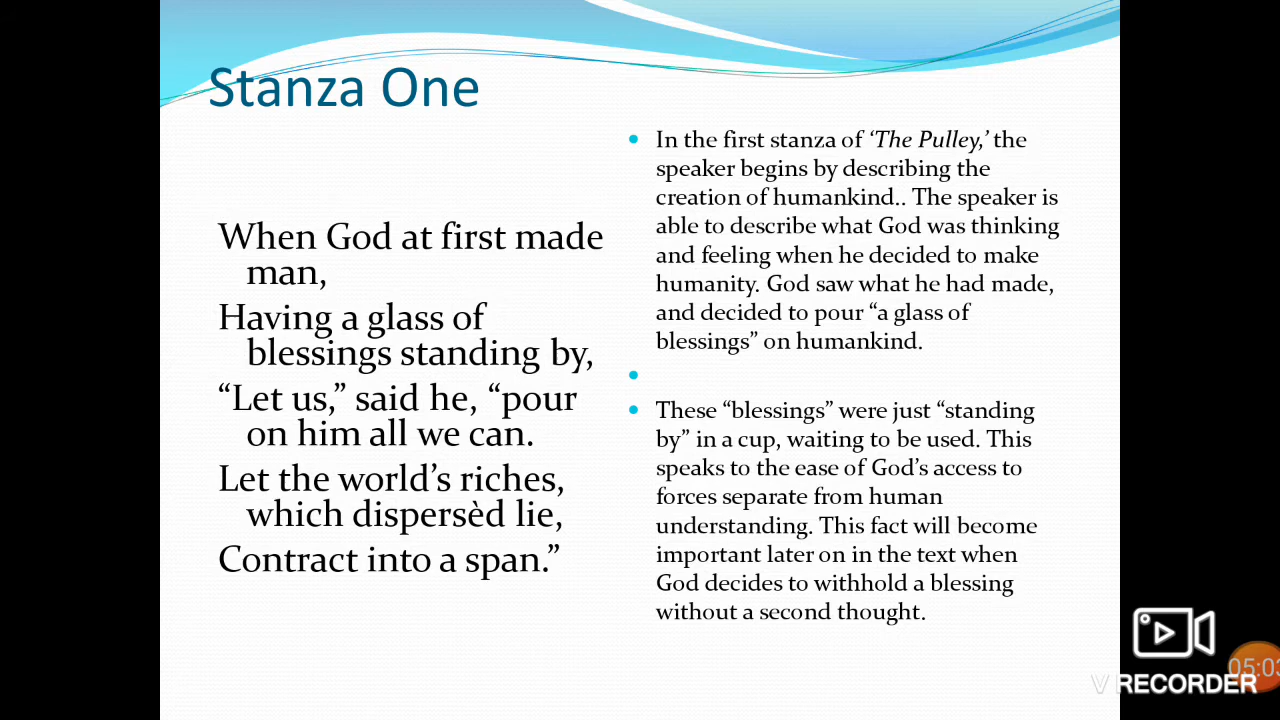 Stanza One
When God at first made
man,
Having a glass of
blessings standing by,
“Let us,” said he, “pour
on him all we can.
Let the world’s riches,
which dispersèd lie,
Contract into a span.”
In the first stanza of ‘The Pulley,’ the
speaker begins by describing the
creation of humankind.. The speaker is
able to describe what God was thinking
and feeling when he decided to make
humanity. God saw what he had made,
and decided to pour “a glass of
blessings” on humankind.
These “blessings” were just “standing
by” in a cup, waiting to be used. This
speaks to the ease of God’s access to
forces separate from human
understanding. This fact will become
important later on in the text when
God decides to withhold a blessing
without a second thought.
05:03
V RECORDER